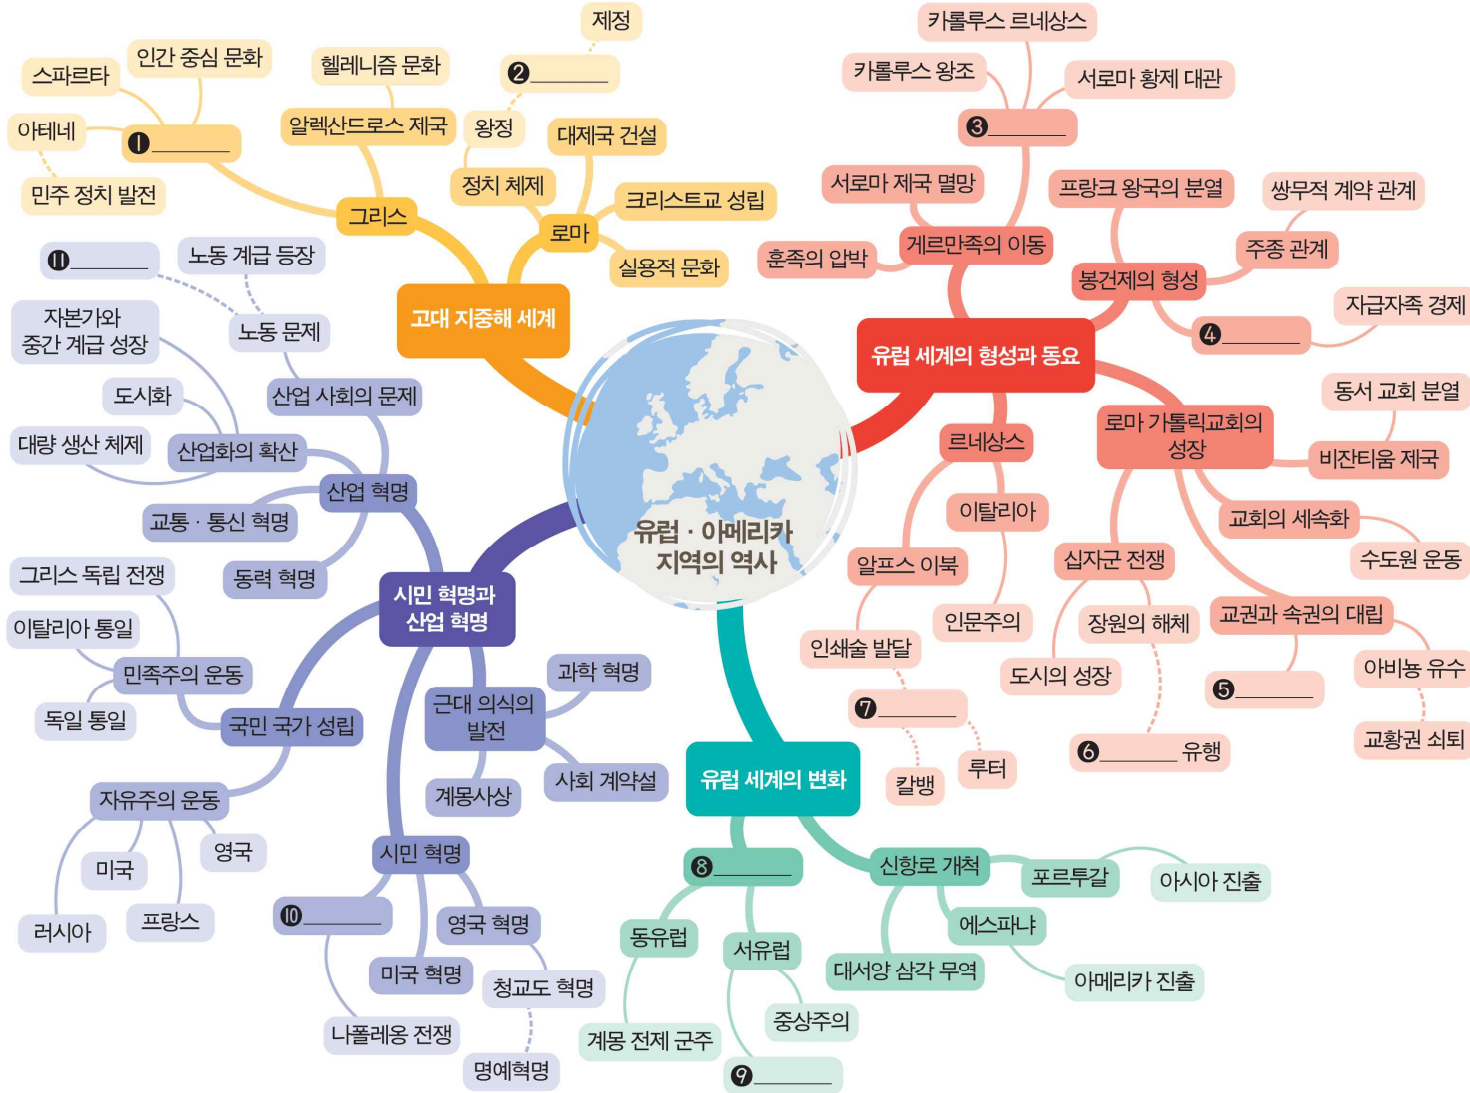 유럽 · 아메리카
지역의 역사
고대 지중해 세계
그리스
❶
스파르타
인간 중심 문화
아테네
민주 정치 발전
알렉산드로스 제국
헬레니즘 문화
로마
정치 체제
왕정
❷
제정
대제국 건설
크리스트교 성립
실용적 문화
유럽 세계의 형성과 동요
게르만족의 이동
훈족의 압박
서로마 제국 멸망
❸
카롤루스 왕조
카롤루스 르네상스
서로마 황제 대관
봉건제의 형성
프랑크 왕국의 분열
주종 관계
쌍무적 계약 관계
❹
자급자족 경제
로마 가톨릭교회의
성장
비잔티움 제국
동서 교회 분열
교회의 세속화
수도원 운동
교권과 속권의 대립
❺
아비뇽 유수
교황권 쇠퇴
십자군 전쟁
도시의 성장
장원의 해체
❻ 유행
르네상스
이탈리아
인문주의
알프스 이북
인쇄술 발달
❼
칼뱅
루터
유럽 세계의 변화
❽
동유럽
계몽 전제 군주
서유럽
중상주의
❾
신항로 개척
포르투갈
아시아 진출
에스파냐
아메리카 진출
대서양 삼각 무역
시민 혁명과
산업 혁명
근대 의식의
발전
과학 혁명
사회 계약설
계몽사상
시민 혁명
영국 혁명
청교도 혁명
명예혁명
미국 혁명
❿
나폴레옹 전쟁
국민 국가 성립
민족주의 운동
그리스 독립 전쟁
이탈리아 통일
독일 통일
자유주의 운동
러시아
미국
프랑스
영국
산업 혁명
동력 혁명
교통 · 통신 혁명
산업화의 확산
대량 생산 체제
도시화
자본가와
중간 계급 성장
산업 사회의 문제
노동 문제
노동 계급 등장
⓫